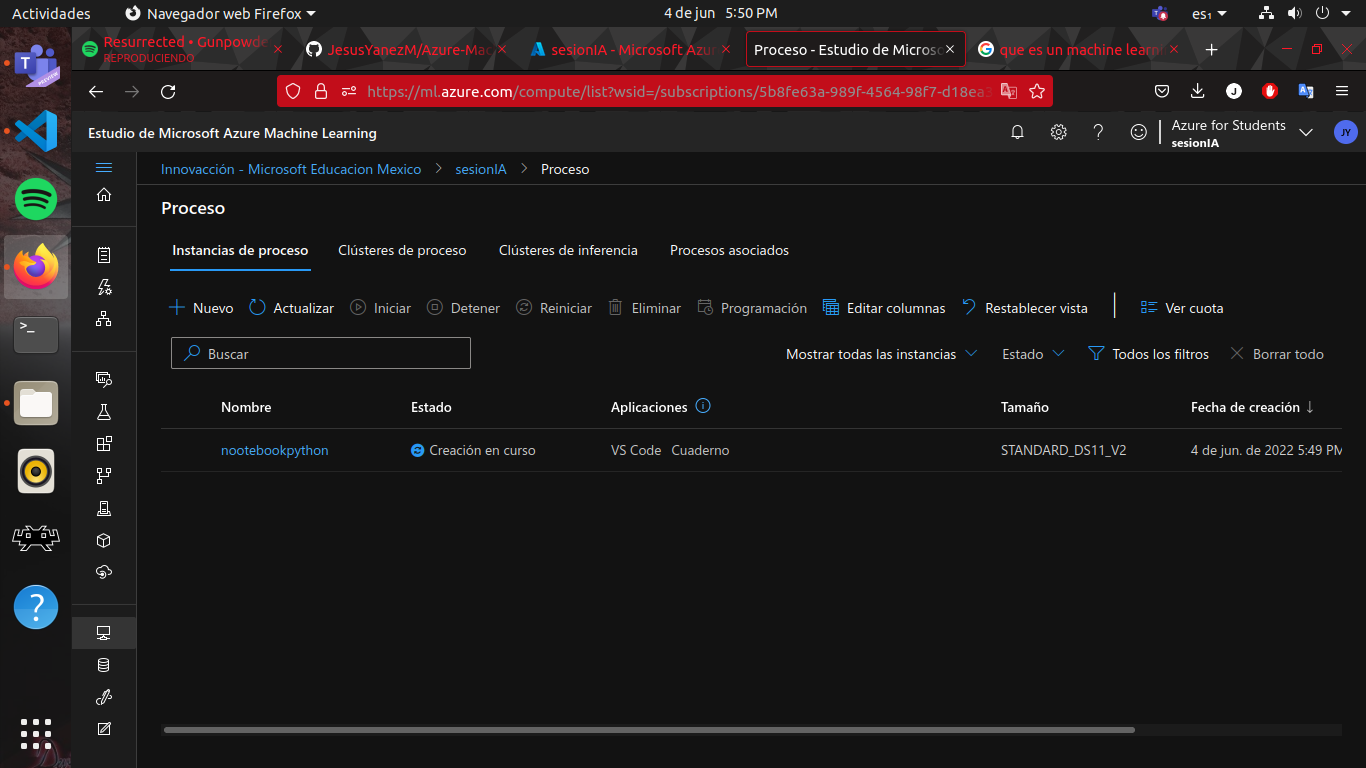 Actividades
Navegador web Firefox
4 de jun 5:50 PM
es₁
Resurrected • Gunpowde
REPRODUCIENDO
JesusYanezM/Azure-Mac
sesionIA - Microsoft Azur
Proceso - Estudio de Microso
que es un machine learni
https://ml.azure.com/compute/list?wsid=/subscriptions/5b8fe63a-989f-4564-98f7-d18ea3
J
Estudio de Microsoft Azure Machine Learning
Azure for Students
sesionIA
JY
Innovacción - Microsoft Educacion Mexico > sesionIA > Proceso
Proceso
Instancias de proceso
Clústeres de proceso
Clústeres de inferencia
Procesos asociados
Nuevo
Actualizar
Iniciar
Detener
Reiniciar
Eliminar
Programación
Editar columnas
Restablecer vista
Ver cuota
Buscar
Mostrar todas las instancias
Estado
Todos los filtros
Borrar todo
Nombre
Estado
Aplicaciones
Tamaño
Fecha de creación ↓
nootebookpython
Creación en curso
VS Code Cuaderno
STANDARD_DS11_V2
4 de jun. de 2022 5:49 PM
T
PREVIEW
>_
?